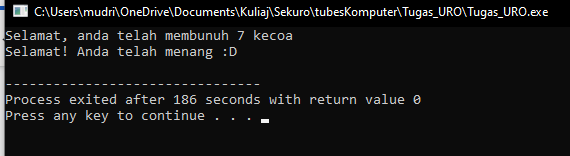 C:\Users\mudri\OneDrive\Documents\Kuliaj\Sekuro\tubesKomputer\Tugas_URO\Tugas_URO.exe
Selamat, anda telah membunuh 7 kecoa
Selamat! Anda telah menang :D
--------------------------------
Process exited after 186 seconds with return value 0
Press any key to continue . . .